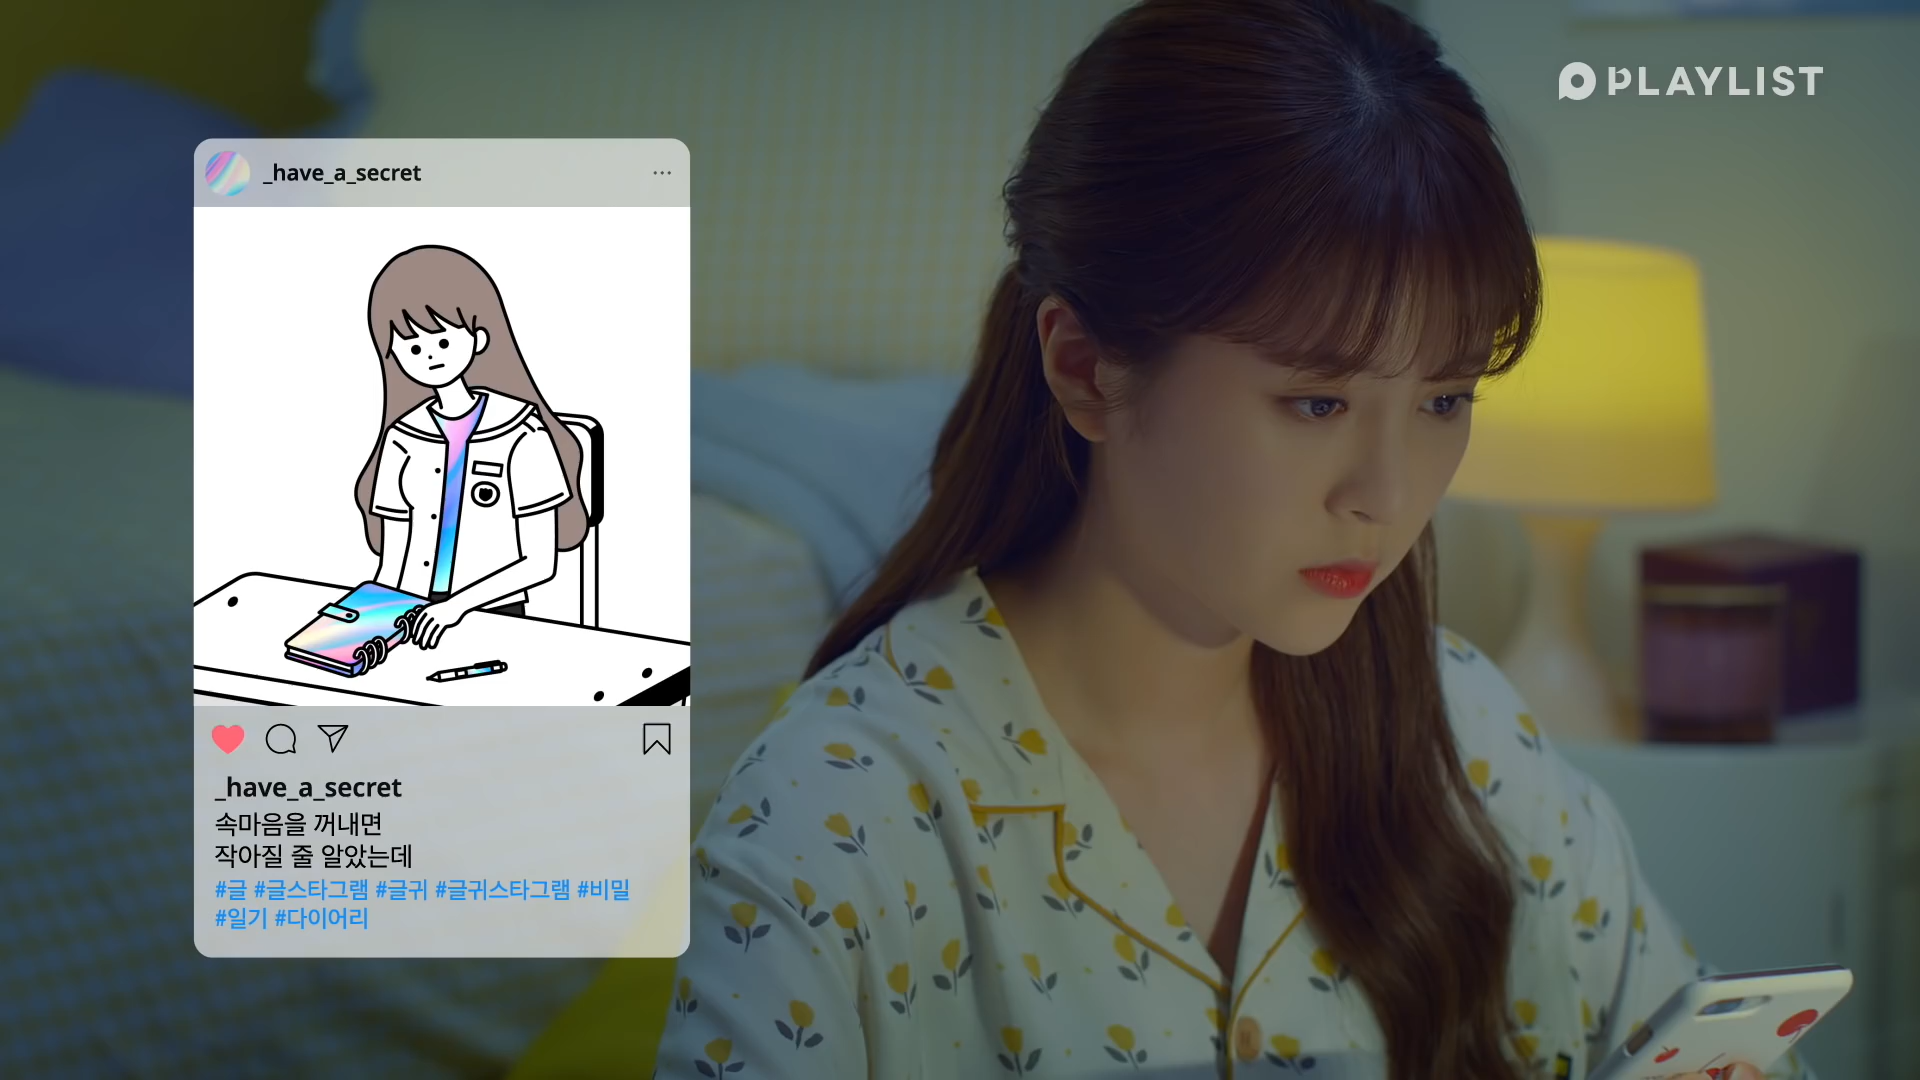 PLAYLIST
_have_a_secret
_have_a_secret
속마음을 꺼내면
작아질 줄 알았는데
#글 #글스타그램 #글귀 #글귀스타그램 #비밀
#일기 #다이어리